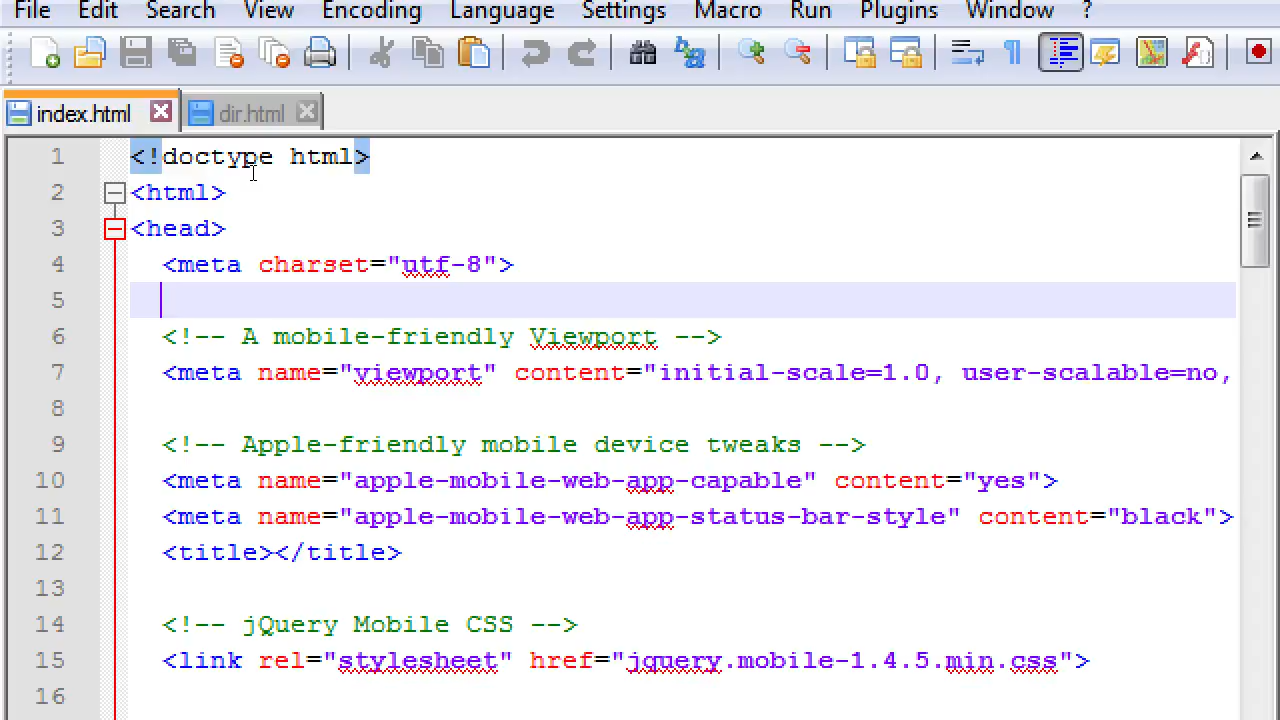 File Edit Search View Encoding Language Settings Macro Run Plugins Window ?
index.html dir.html
1 <!doctype html>
2 <html>
3 <head>
4 <meta charset="utf-8">
5
6 <!-- A mobile-friendly Viewport -->
7 <meta name="viewport" content="initial-scale=1.0, user-scalable=no,
8
9 <!-- Apple-friendly mobile device tweaks -->
10 <meta name="apple-mobile-web-app-capable" content="yes">
11 <meta name="apple-mobile-web-app-status-bar-style" content="black">
12 <title></title>
13
14 <!-- jQuery Mobile CSS -->
15 <link rel="stylesheet" href="jquery.mobile-1.4.5.min.css">
16